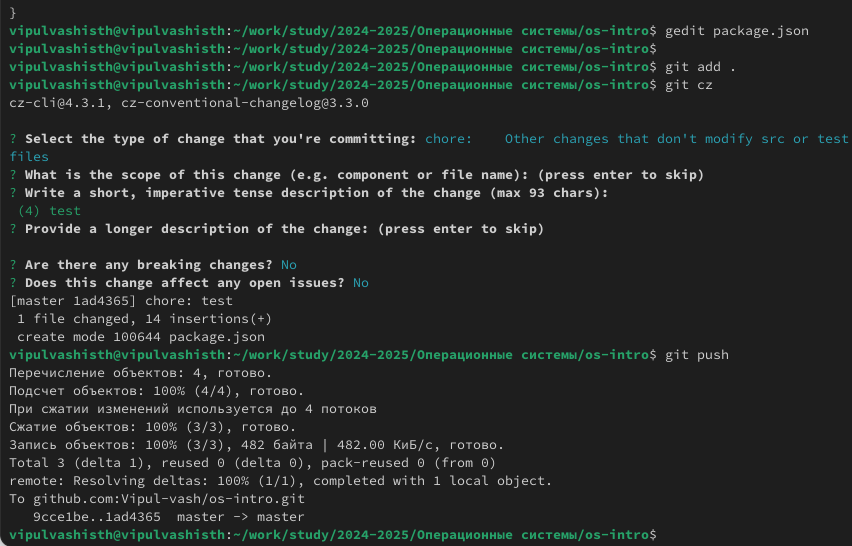 }
vipulvashisth@vipulvashisth:~/work/study/2024-2025/Операционные системы/os-intro$ gedit package.json
vipulvashisth@vipulvashisth:~/work/study/2024-2025/Операционные системы/os-intro$
vipulvashisth@vipulvashisth:~/work/study/2024-2025/Операционные системы/os-intro$ git add .
vipulvashisth@vipulvashisth:~/work/study/2024-2025/Операционные системы/os-intro$ git cz
cz-cli@4.3.1, cz-conventional-changelog@3.3.0
? Select the type of change that you're committing: chore:    Other changes that don't modify src or test
files
? What is the scope of this change (e.g. component or file name): (press enter to skip)
? Write a short, imperative tense description of the change (max 93 chars):
 (4) test
? Provide a longer description of the change: (press enter to skip)
? Are there any breaking changes? No
? Does this change affect any open issues? No
[master 1ad4365] chore: test
 1 file changed, 14 insertions(+)
 create mode 100644 package.json
vipulvashisth@vipulvashisth:~/work/study/2024-2025/Операционные системы/os-intro$ git push
Перечисление объектов: 4, готово.
Подсчет объектов: 100% (4/4), готово.
При сжатии изменений используется до 4 потоков
Сжатие объектов: 100% (3/3), готово.
Запись объектов: 100% (3/3), 482 байта | 482.00 КиБ/с, готово.
Total 3 (delta 1), reused 0 (delta 0), pack-reused 0 (from 0)
remote: Resolving deltas: 100% (1/1), completed with 1 local object.
To github.com:Vipul-vash/os-intro.git
   9cce1be..1ad4365  master -> master
vipulvashisth@vipulvashisth:~/work/study/2024-2025/Операционные системы/os-intro$